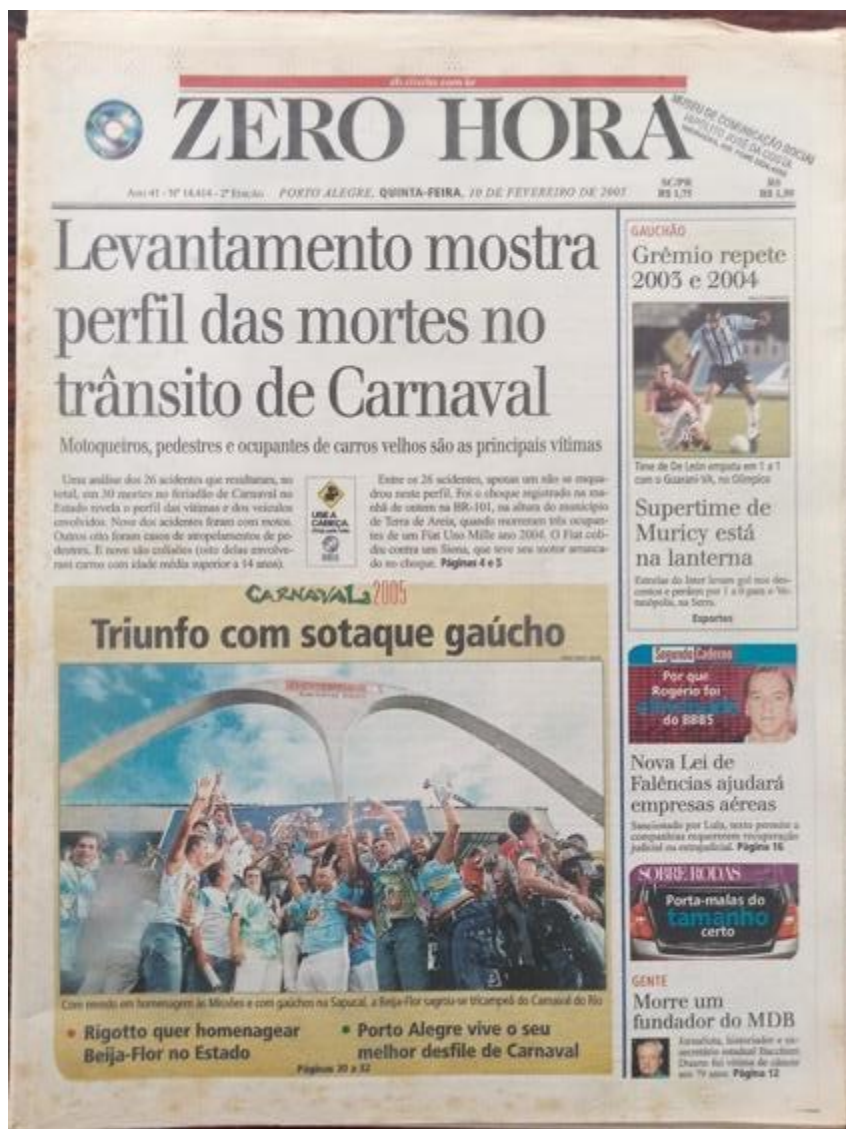 ZERO HORA
MUSEU DE COMUNICAÇÃO SOCIAL
HIPÓLITO JOSÉ DA COSTA
Ano 41 - Nº 14.414 - 2ª Edição
PORTO ALEGRE, QUINTA-FEIRA, 10 DE FEVEREIRO DE 2005
SC/PR
R$ 1,75
RS
Levantamento mostra
perfil das mortes no
trânsito de Carnaval
Motoqueiros, pedestres e ocupantes de carros velhos são as principais vítimas
Uma análise dos 26 acidentes que resultaram, no
total, em 30 mortes no feriadão de Carnaval no
Estado revela o perfil das vítimas e dos veículos
envolvidos. Nove dos acidentes foram com motos.
Outros oito foram casos de atropelamentos de pe-
destres. E nove são colisões (oito delas envolve-
ram carros com idade média superior a 14 anos).
USE A
CABEÇA.
Entre os 26 acidentes, apenas um não se enqua-
drou neste perfil. Foi o choque registrado na ma-
nhã de ontem na BR-101, na altura do município
de Terra de Areia, quando morreram três ocupan-
tes de um Fiat Uno Mille ano 2004. O Fiat coli-
diu contra um Siena, que teve seu motor arranca-
do no choque. Páginas 4 e 5
CARNAVAL 2005
Triunfo com sotaque gaúcho
Com enredo em homenagem às Missões e com gaúchos na Sapucaí, a Beija-Flor sagrou-se tricampeã do Carnaval do Rio
• Rigotto quer homenagear
Beija-Flor no Estado
• Porto Alegre vive o seu
melhor desfile de Carnaval
Páginas 30 a 32
GAUCHÃO
Grêmio repete
2003 e 2004
Time de De León empata em 1 a 1
com o Guarani-VA, no Olímpico
Supertime de
Muricy está
na lanterna
Estrelas do Inter levam gol nos des-
contos e perdem por 1 a 0 para o Ve-
ranópolis, na Serra.
Esportes
Segundo Caderno
Por que
Rogério foi
eliminado
do BBB5
Nova Lei de
Falências ajudará
empresas aéreas
Sancionado por Lula, texto permite a
companhias requererem recuperação
judicial ou extrajudicial. Página 16
SOBRE RODAS
Porta-malas do
tamanho
certo
GENTE
Morre um
fundador do MDB
Jornalista, historiador e ex-
secretário estadual
Duarte foi vítima de câncer
aos 79 anos. Página 12